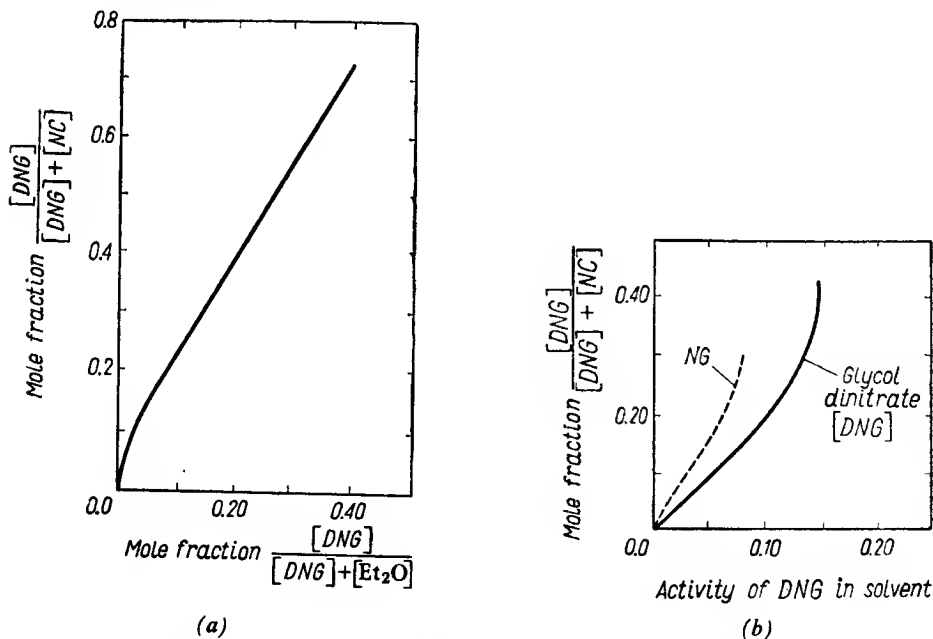 0.8
0.6
0.4
0.2
0.0
0.20
0.40
Mole fraction [DNG] / [DNG]+[NC]
Mole fraction [DNG] / [DNG]+[Et₂O]
(a)
0.40
0.20
0.0
0.10
0.20
NG
Glycol
dinitrate
[DNG]
Mole fraction [DNG] / [DNG] + [NC]
Activity of DNG in solvent
(b)